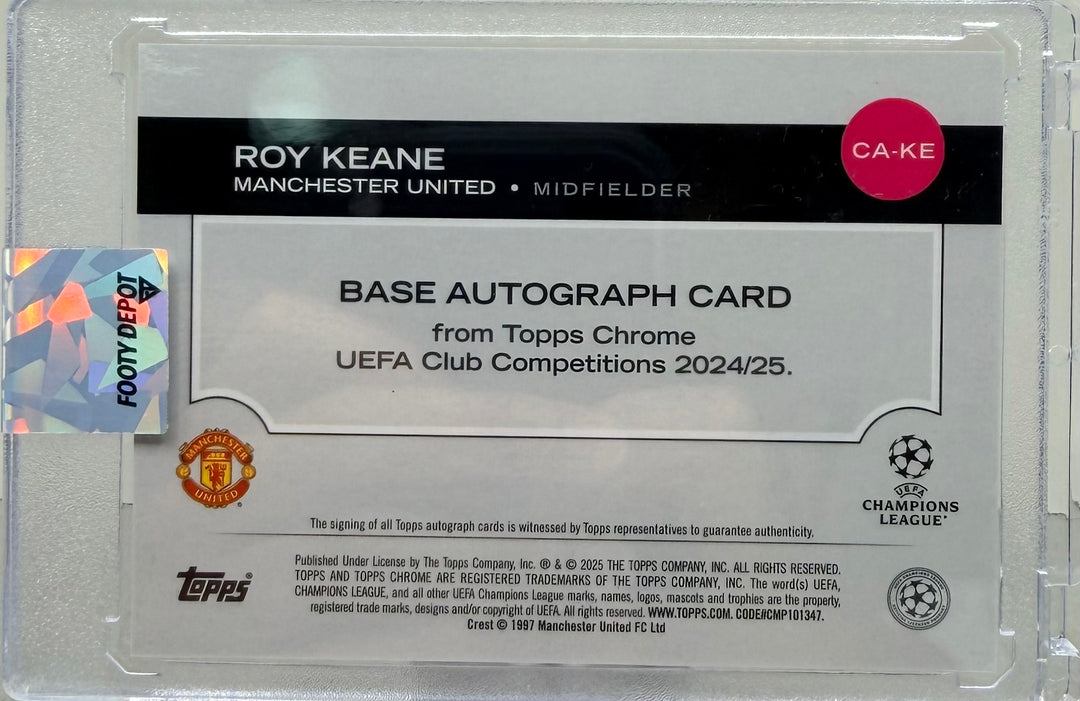 ROY KEANE
MANCHESTER UNITED • MIDFIELDER
CA-KE
BASE AUTOGRAPH CARD
from Topps Chrome
UEFA Club Competitions 2024/25.
FOOTY DEPOT
MANCHESTER
UNITED
UEFA
CHAMPIONS
LEAGUE
The signing of all Topps autograph cards is witnessed by Topps representatives to guarantee authenticity.
topps®
Published Under License by The Topps Company, Inc. ® & © 2025 THE TOPPS COMPANY, INC. ALL RIGHTS RESERVED.
TOPPS AND TOPPS CHROME ARE REGISTERED TRADEMARKS OF THE TOPPS COMPANY, INC. The word(s) UEFA,
CHAMPIONS LEAGUE, and all other UEFA Champions League marks, names, logos, mascots and trophies are the property,
registered trade marks, designs and/or copyright of UEFA. All rights reserved. WWW.TOPPS.COM. CODE#CMP101347.
Crest © 1997 Manchester United FC Ltd